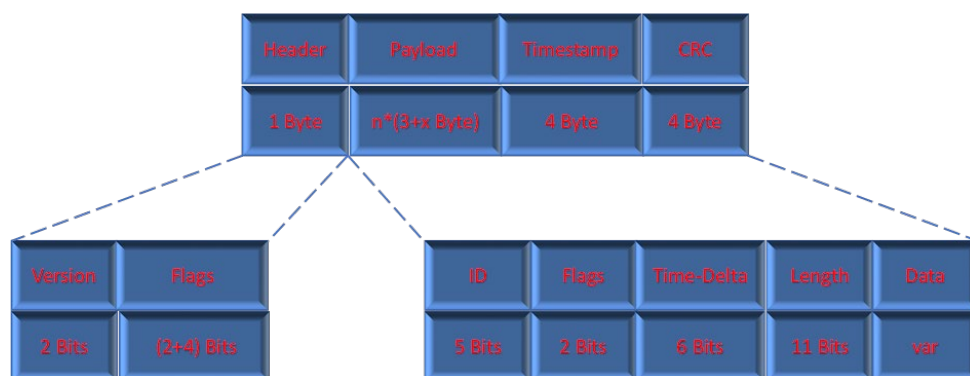 Header Payload Timestamp CRC
1 Byte n*(3+x Byte) 4 Byte 4 Byte
Version Flags ID Flags Time-Delta Length Data
2 Bits (2+4) Bits 5 Bits 2 Bits 6 Bits 11 Bits var